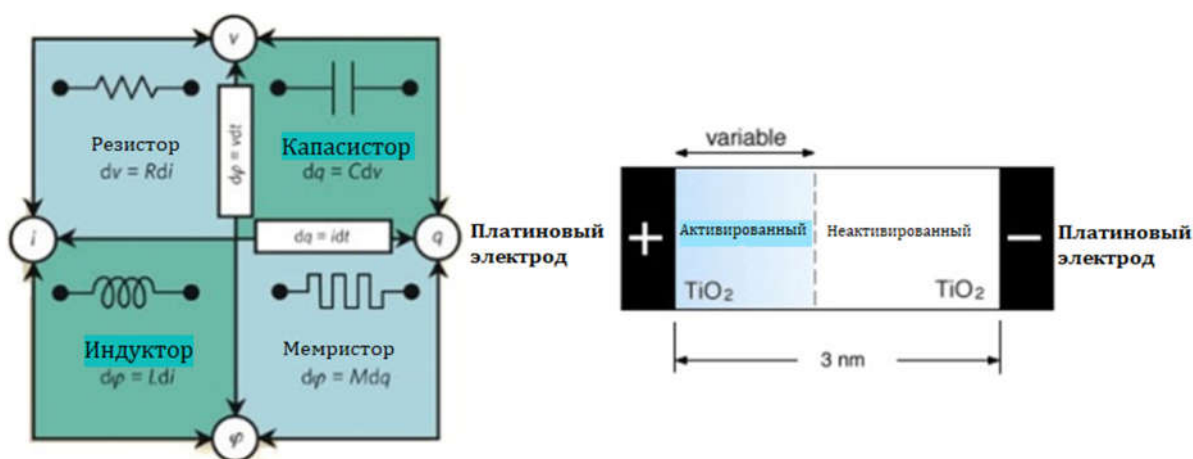 v
Резистор
dv = Rdi
Капасистор
dq = Cdv
dφ = vdt
i
dq = idt
q
Индуктор
dφ = Ldi
Мемристор
dφ = Mdq
φ
variable
Платиновый
электрод
+
Активированный
Неактивированный
−
TiO2
TiO2
Платиновый
электрод
3 nm